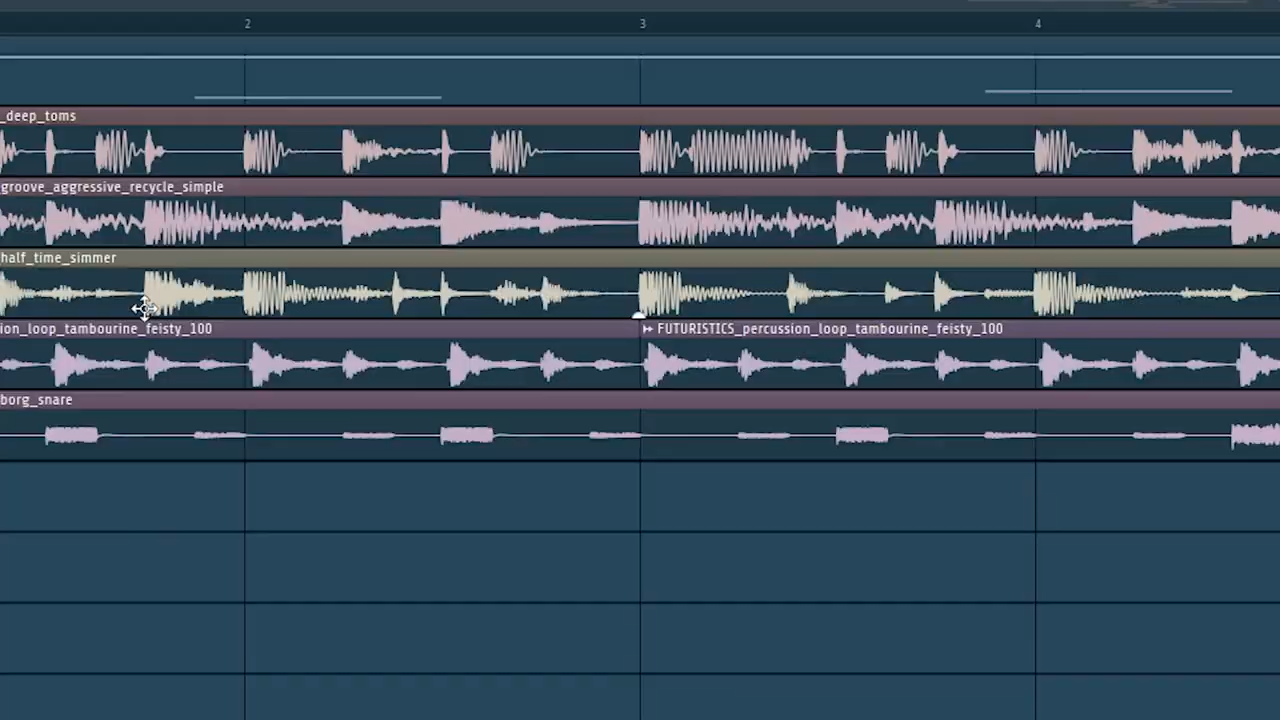 2 3 4
_deep_toms
groove_aggressive_recycle_simple
half_time_simmer
ion_loop_tambourine_feisty_100 FUTURISTICS_percussion_loop_tambourine_feisty_100
borg_snare